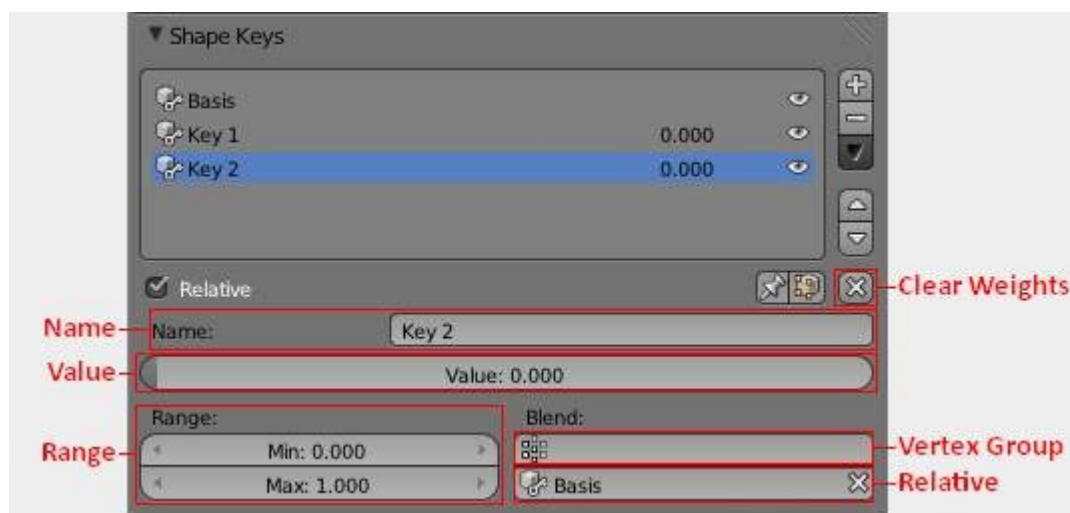 Shape Keys
Basis
Key 1 0.000
Key 2 0.000
Relative
Clear Weights
Name
Name: Key 2
Value
Value: 0.000
Range: Blend:
Range
Min: 0.000
Vertex Group
Max: 1.000 Basis
Relative